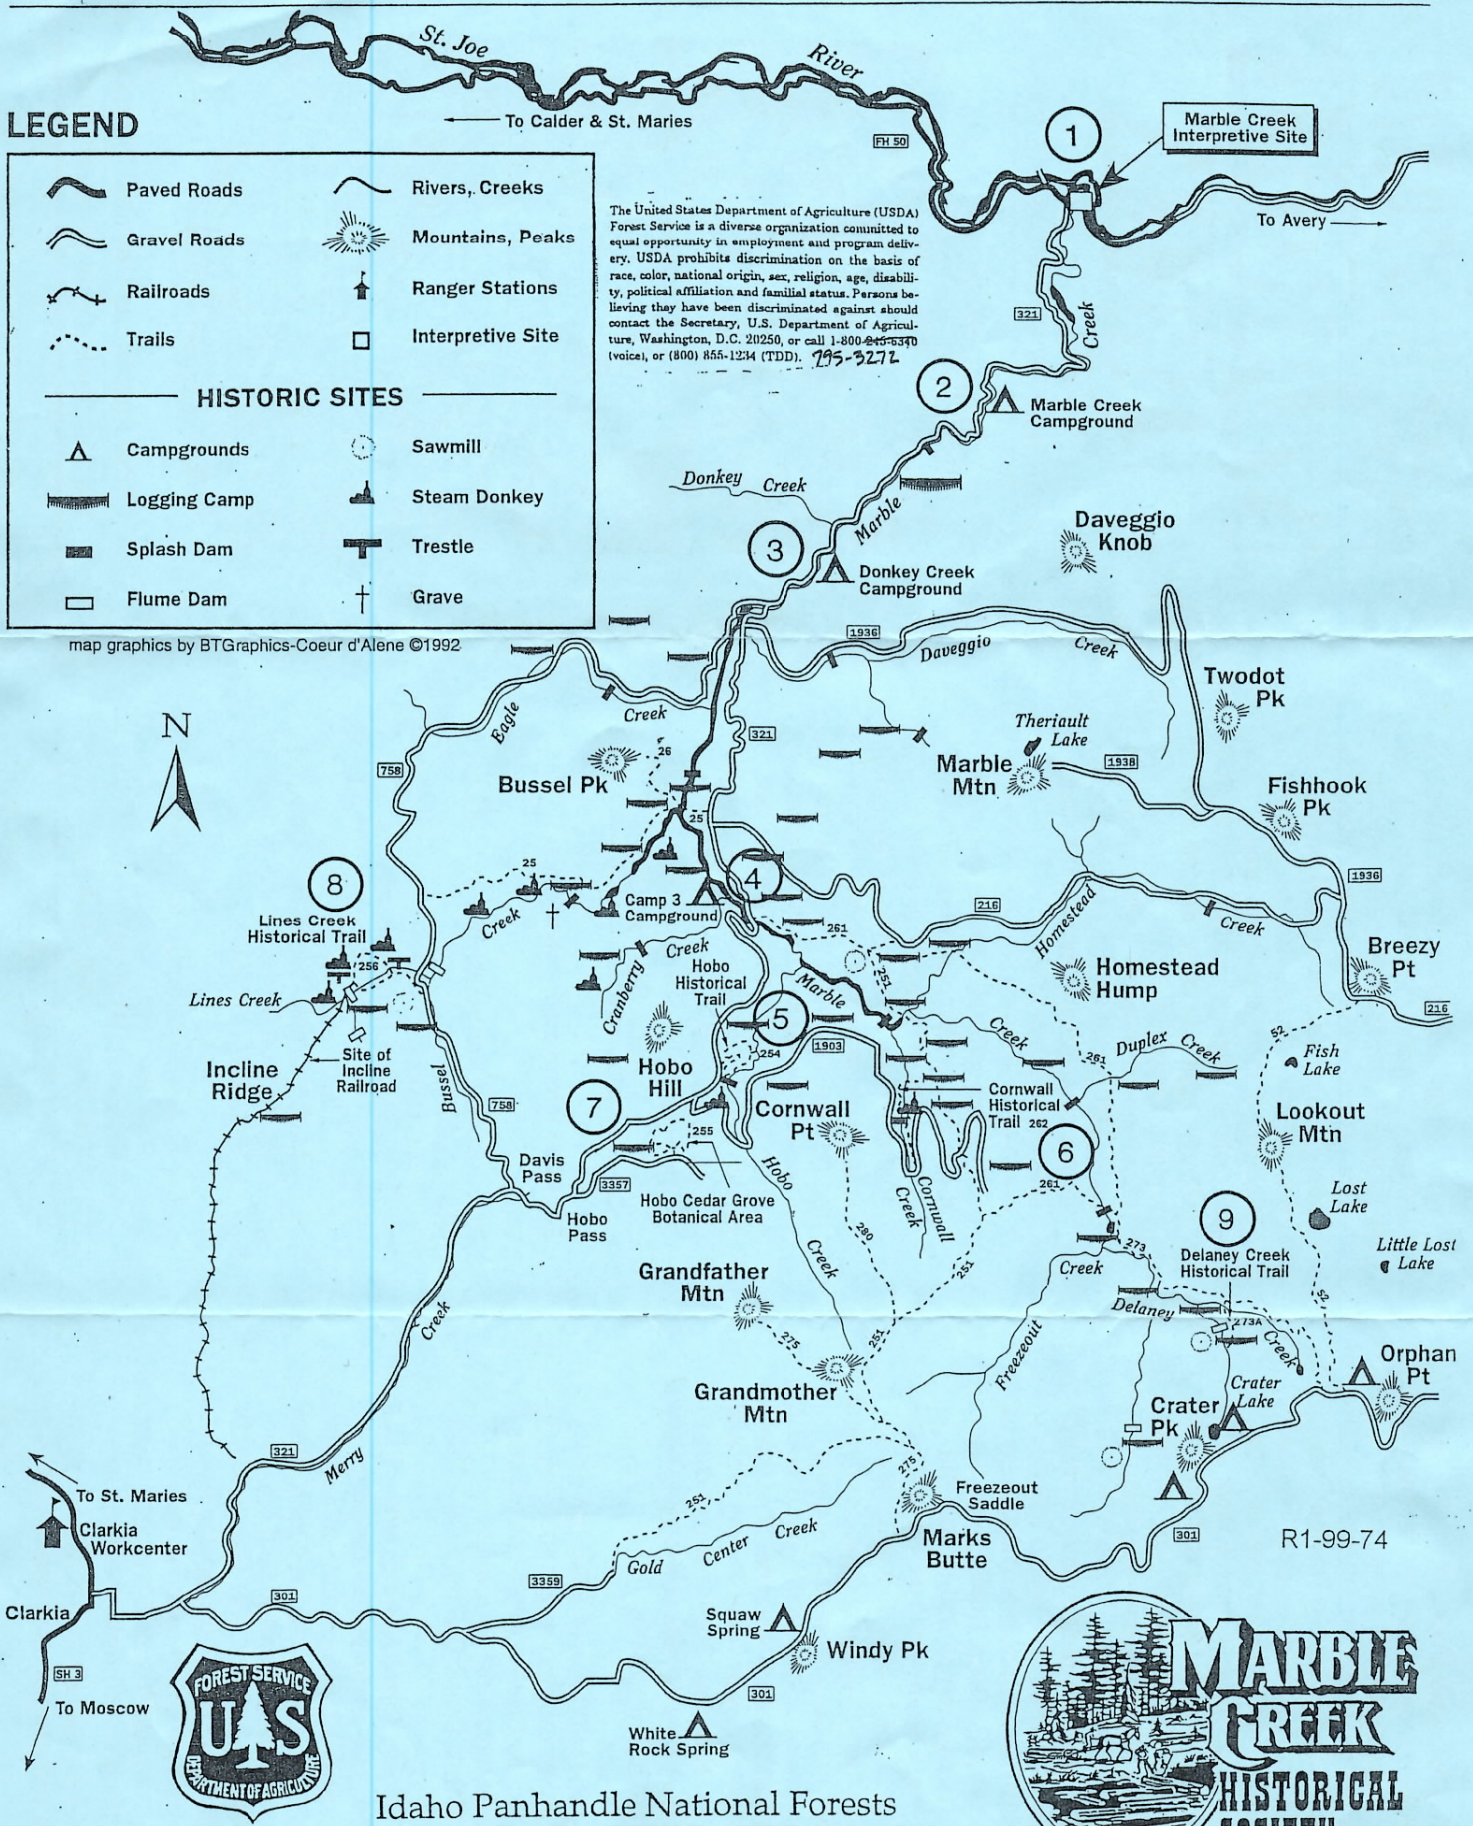 St. Joe
River
LEGEND
To Calder & St. Maries
FH 50
1
Marble Creek
Interpretive Site
To Avery
Paved Roads
Rivers, Creeks
Gravel Roads
Mountains, Peaks
Railroads
Ranger Stations
Trails
Interpretive Site
HISTORIC SITES
Campgrounds
Sawmill
Logging Camp
Steam Donkey
Splash Dam
Trestle
Flume Dam
Grave
map graphics by BTGraphics-Coeur d'Alene ©1992
The United States Department of Agriculture (USDA)
Forest Service is a diverse organization committed to
equal opportunity in employment and program deliv-
ery. USDA prohibits discrimination on the basis of
race, color, national origin, sex, religion, age, disabili-
ty, political affiliation and familial status. Persons be-
lieving they have been discriminated against should
contact the Secretary, U.S. Department of Agricul-
ture, Washington, D.C. 20250, or call 1-800-245-6340
(voice), or (800) 855-1234 (TDD). 795-3272
321
Creek
2
Marble Creek
Campground
Donkey Creek
Marble
3
Donkey Creek
Campground
Daveggio
Knob
1936
Daveggio
Creek
Twodot
Pk
Theriault
Lake
Marble
Mtn
1938
Fishhook
Pk
N
Eagle
Creek
758
Bussel Pk
26
321
25
25
8
Lines Creek
Historical Trail
256
Lines Creek
Creek
4
Camp 3
Campground
Creek
Cranberry
Hobo
Historical
Trail
261
251
216
Homestead
Creek
1936
Breezy
Pt
216
Homestead
Hump
Marble
5
254
1903
Creek
261
Duplex Creek
52
Fish
Lake
Incline
Ridge
Site of
Incline
Railroad
Bussel
758
Hobo
Hill
7
255
Cornwall
Pt
Cornwall
Historical
Trail 262
6
261
Lookout
Mtn
Davis
Pass
3357
Hobo
Pass
Hobo Cedar Grove
Botanical Area
Hobo
Creek
280
Cornwall
Creek
251
Lost
Lake
Little Lost
Lake
9
Delaney Creek
Historical Trail
273
Creek
Delaney
273A
Creek
52
Grandfather
Mtn
275
251
Grandmother
Mtn
Freezeout
Crater
Lake
Crater
Pk
Orphan
Pt
Creek
Merry
321
251
275
Freezeout
Saddle
Marks
Butte
301
R1-99-74
To St. Maries
Clarkia
Workcenter
Clarkia
SH 3
To Moscow
301
3359
Gold
Center
Creek
Squaw
Spring
Windy Pk
301
White
Rock Spring
FOREST SERVICE
US
DEPARTMENT OF AGRICULTURE
Idaho Panhandle National Forests
MARBLE
CREEK
HISTORICAL
SOCIETY